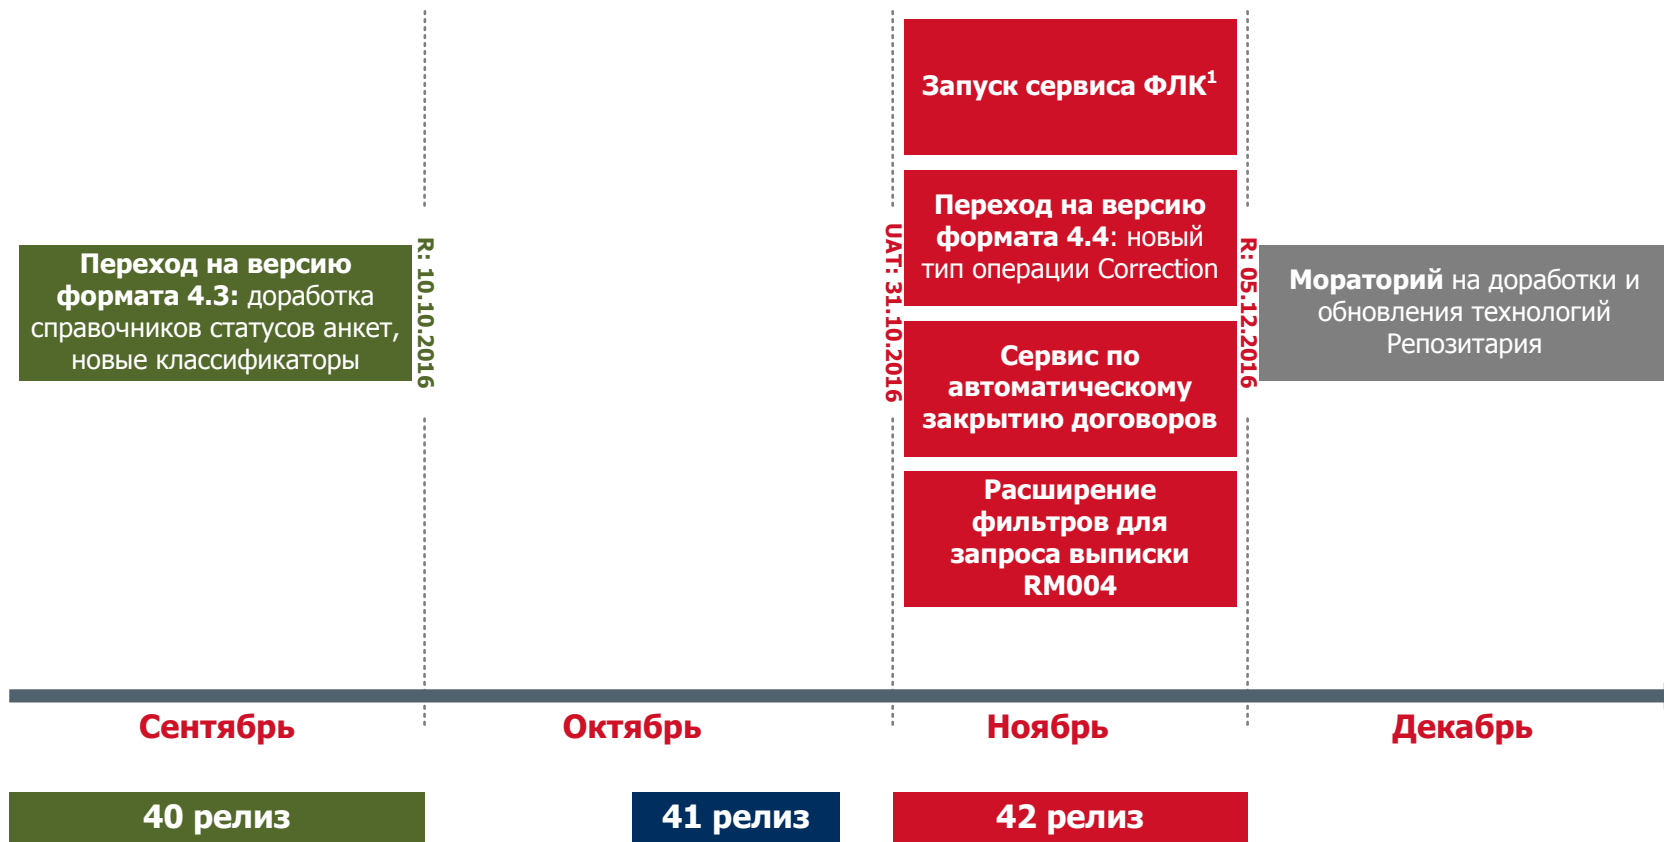 Запуск сервиса ФЛК¹
Переход на версию
формата 4.4: новый
тип операции Correction
Переход на версию
формата 4.3: доработка
справочников статусов анкет,
новые классификаторы
R: 10.10.2016
UAT: 31.10.2016
R: 05.12.2016
Мораторий на доработки и
обновления технологий
Репозитария
Сервис по
автоматическому
закрытию договоров
Расширение
фильтров для
запроса выписки
RM004
Сентябрь
Октябрь
Ноябрь
Декабрь
40 релиз
41 релиз
42 релиз